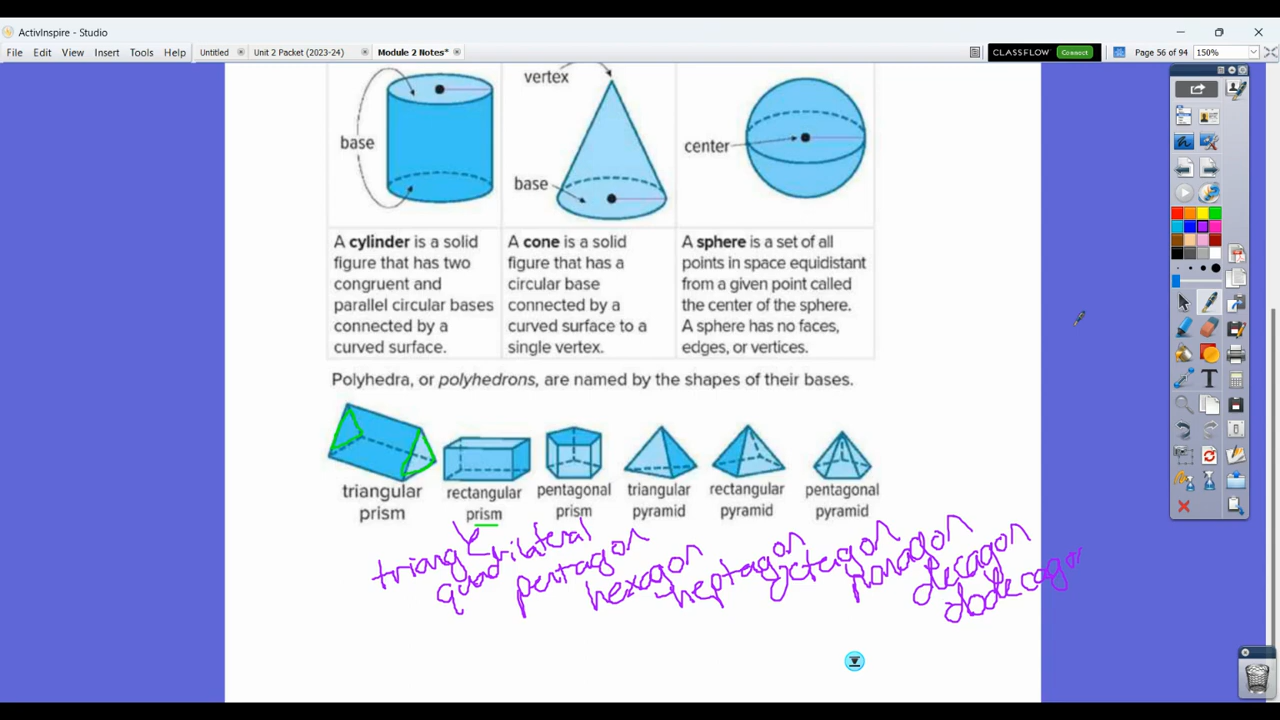 ActivInspire - Studio
File Edit View Insert Tools Help Untitled Unit 2 Packet (2023-24) Module 2 Notes* CLASSFLOW Connect Page 56 of 94 150%
vertex
base
center
base
A cylinder is a solid
figure that has two
congruent and
parallel circular bases
connected by a
curved surface.
A cone is a solid
figure that has a
circular base
connected by a
curved surface to a
single vertex.
A sphere is a set of all
points in space equidistant
from a given point called
the center of the sphere.
A sphere has no faces,
edges, or vertices.
Polyhedra, or polyhedrons, are named by the shapes of their bases.
triangular
prism
rectangular
prism
pentagonal
prism
triangular
pyramid
rectangular
pyramid
pentagonal
pyramid
triangle
quadrilateral
pentagon
hexagon
heptagon
octagon
nonagon
decagon
dodecagon